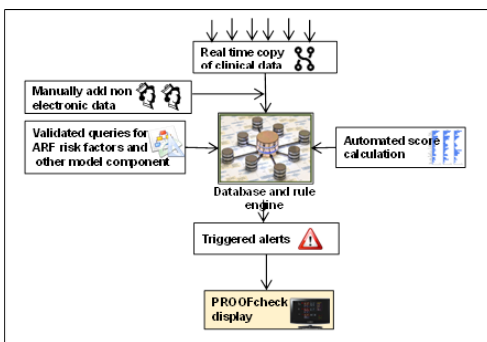 Real time copy
of clinical data
Manually add non
electronic data
Validated queries for
ARF risk factors and
other model component
Automated score
calculation
Database and rule
engine
Triggered alerts
PROOFcheck
display